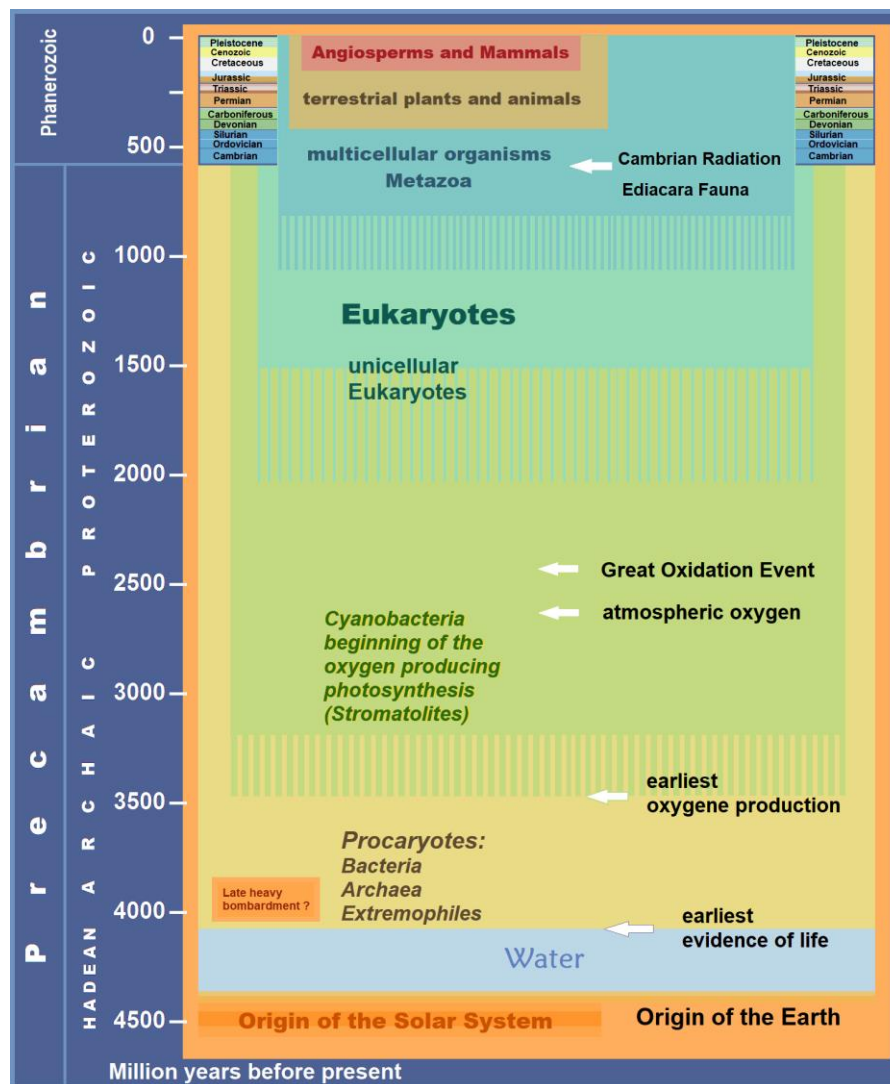 Phanerozoic
Precambrian
HADEAN ARCHAIC PROTEROZOIC
0
500
1000
1500
2000
2500
3000
3500
4000
4500
Million years before present
Pleistocene
Cenozoic
Cretaceous
Jurassic
Triassic
Permian
Carboniferous
Devonian
Silurian
Ordovician
Cambrian
Angiosperms and Mammals
terrestrial plants and animals
multicellular organisms
Metazoa
Cambrian Radiation
Ediacara Fauna
Pleistocene
Cenozoic
Cretaceous
Jurassic
Triassic
Permian
Carboniferous
Devonian
Silurian
Ordovician
Cambrian
Eukaryotes
unicellular
Eukaryotes
Great Oxidation Event
atmospheric oxygen
Cyanobacteria
beginning of the
oxygen producing
photosynthesis
(Stromatolites)
earliest
oxygene production
Procaryotes:
Bacteria
Archaea
Extremophiles
Late heavy
bombardment ?
earliest
evidence of life
Water
Origin of the Solar System
Origin of the Earth